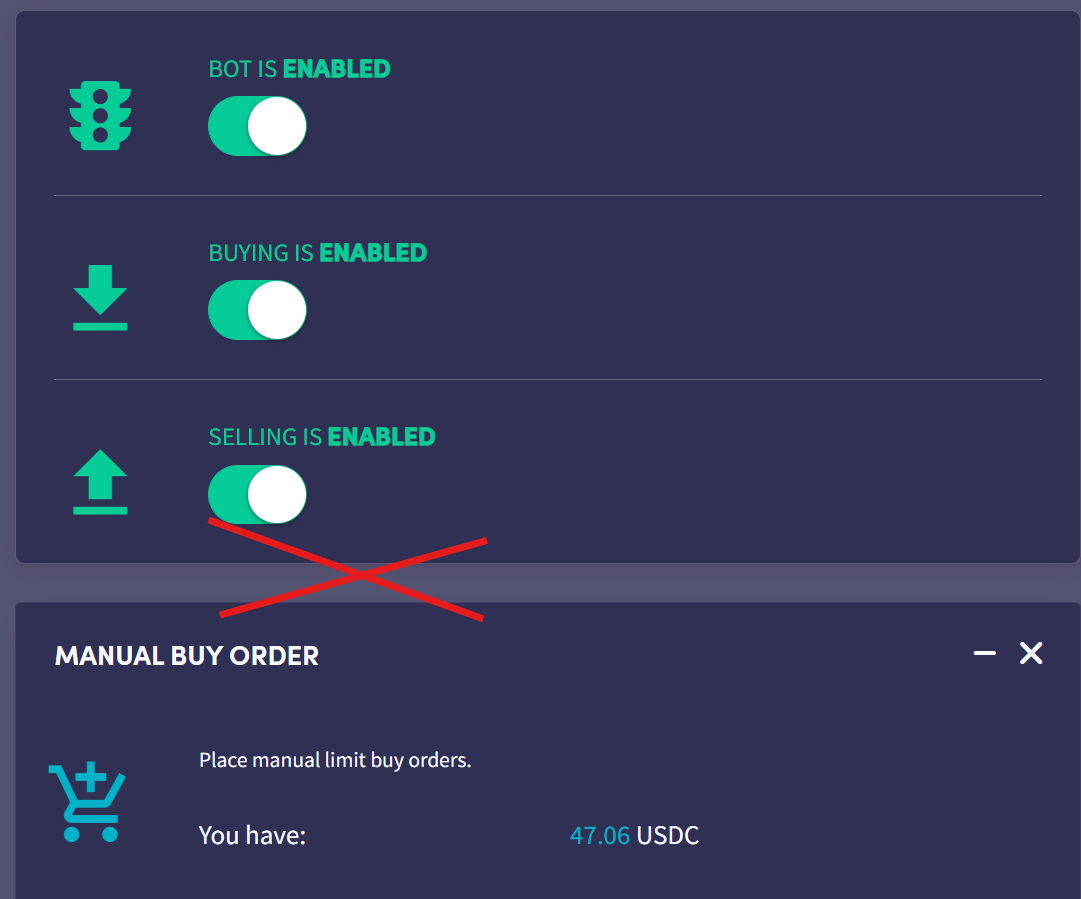 BOT IS ENABLED
BUYING IS ENABLED
SELLING IS ENABLED
MANUAL BUY ORDER
Place manual limit buy orders.
You have: 47.06 USDC